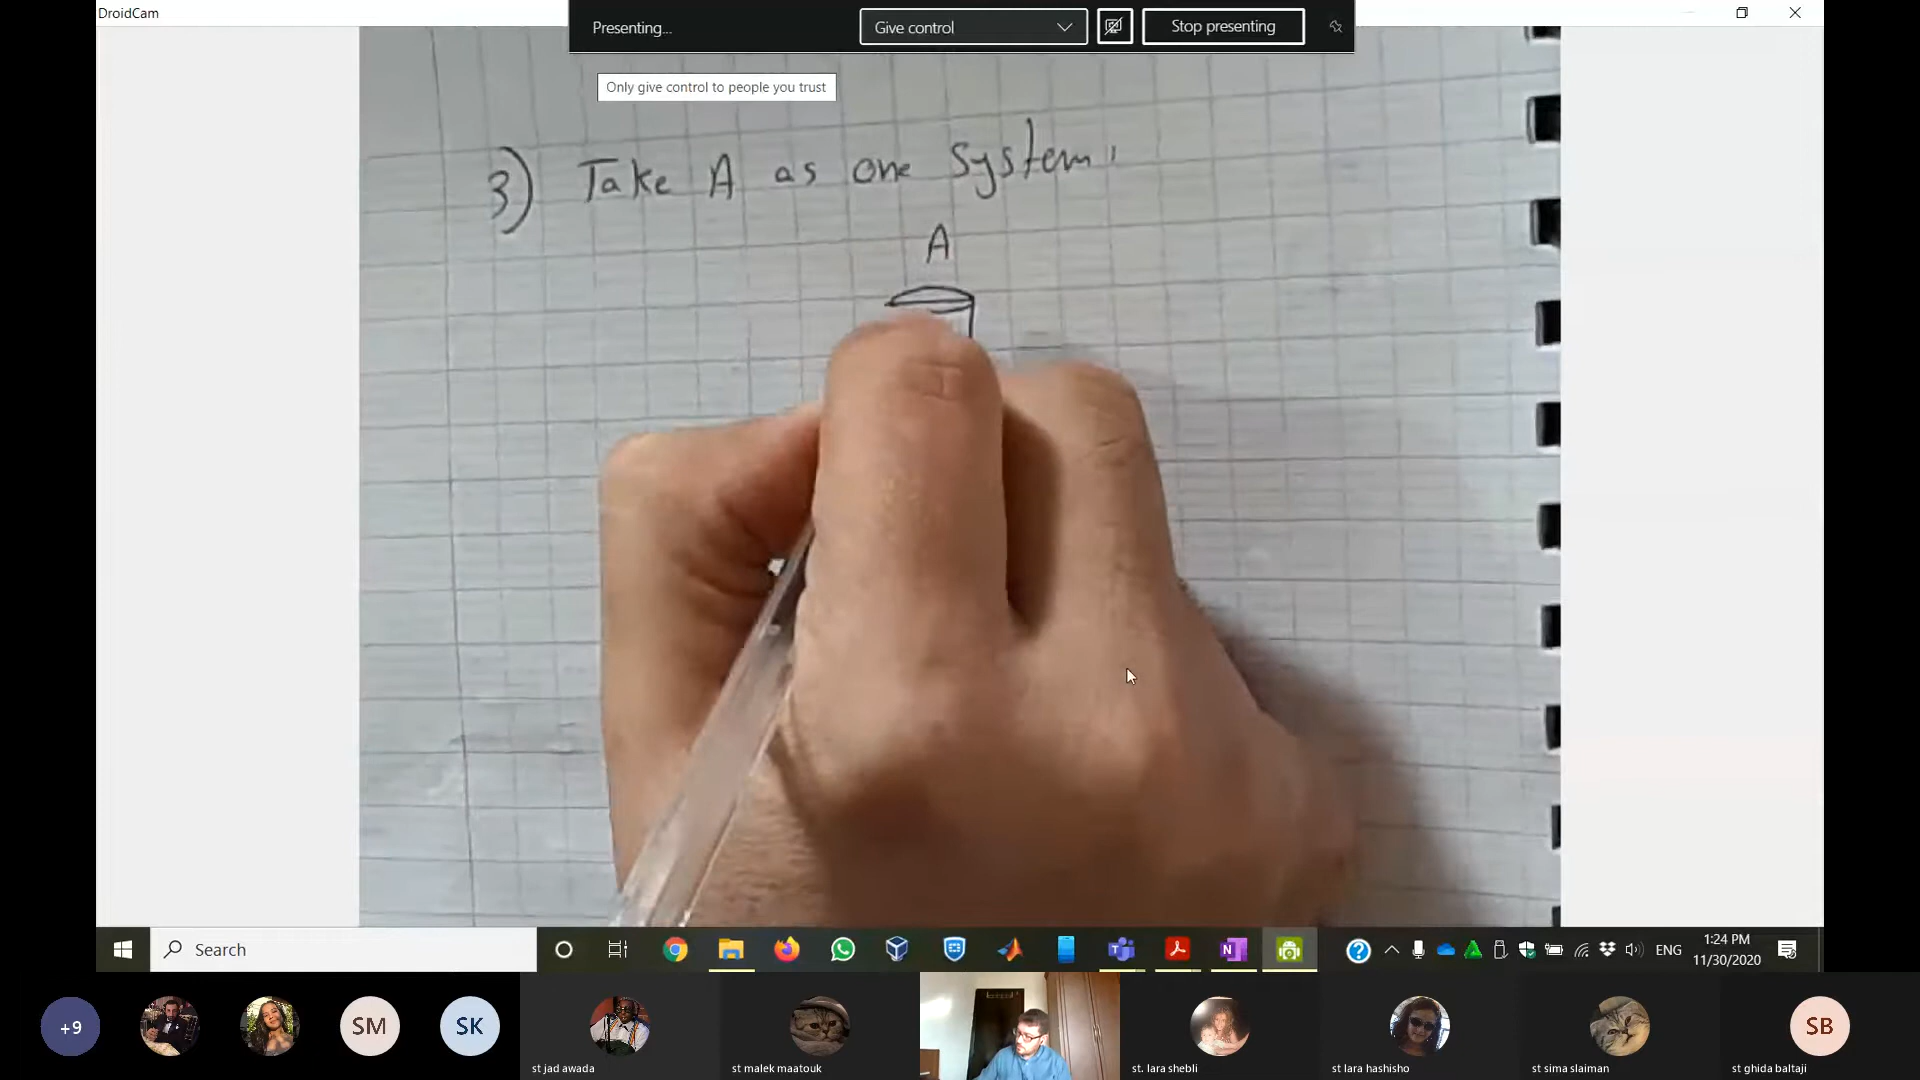 DroidCam
Presenting...
Give control
Stop presenting
Only give control to people you trust
3) Take A as one system,
A
Search
ENG
1:24 PM
11/30/2020
+9
SM
SK
SB
st jad awada
st malek maatouk
st. lara shebli
st lara hashisho
st sima slaiman
st ghida baltaji